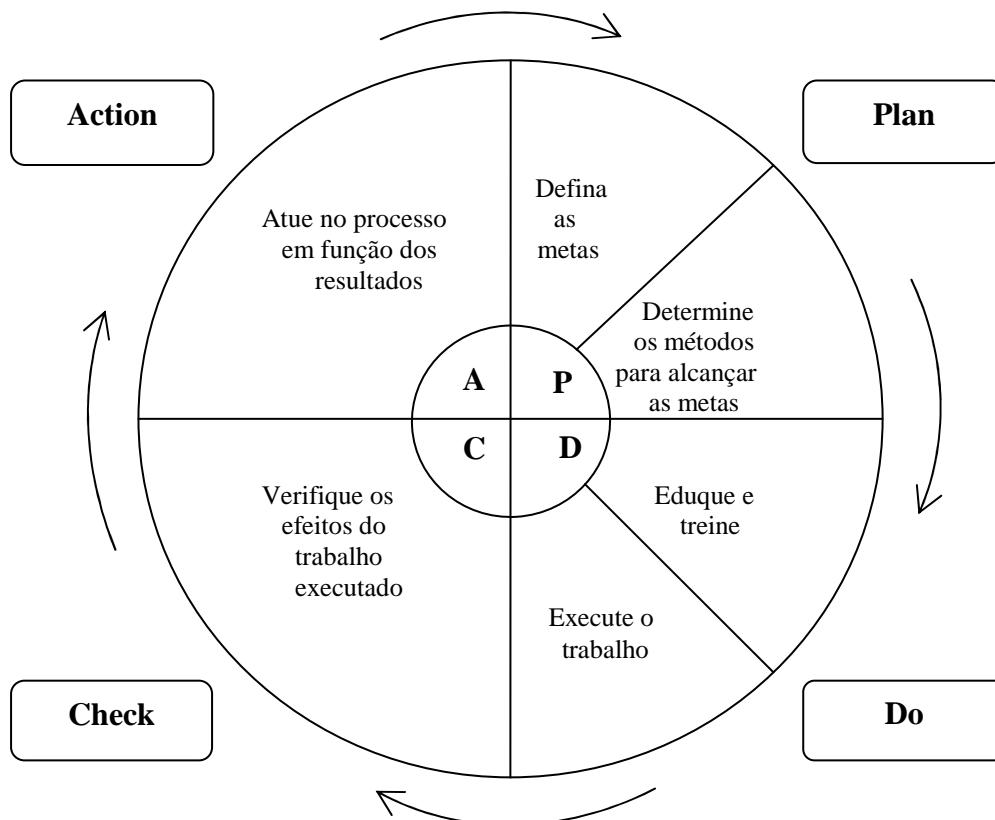 Action
Plan
Atue no processo
em função dos
resultados
Defina
as
metas
Determine
os métodos
para alcançar
as metas
A
P
C
D
Verifique os
efeitos do
trabalho
executado
Eduque e
treine
Execute o
trabalho
Check
Do